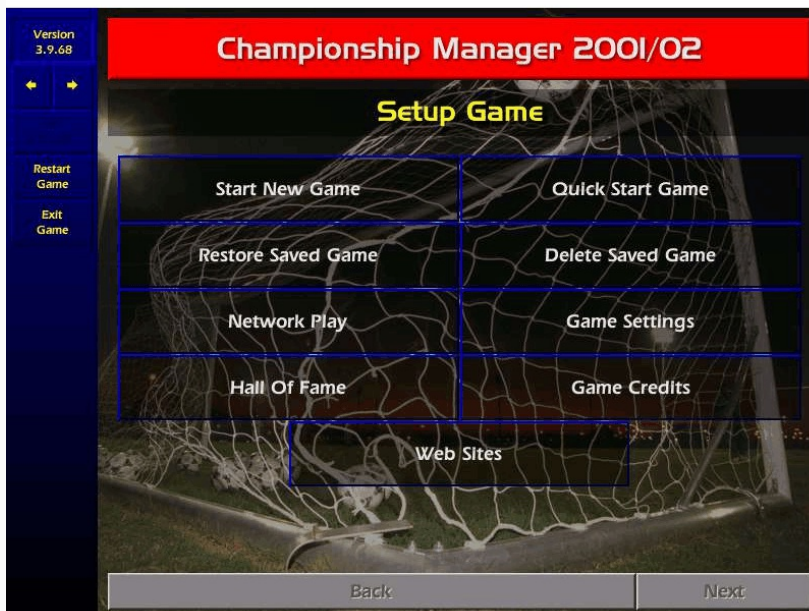 Version
3.9.68
Championship Manager 2001/02
Setup Game
Restart
Game
Exit
Game
Start New Game
Quick Start Game
Restore Saved Game
Delete Saved Game
Network Play
Game Settings
Hall Of Fame
Game Credits
Web Sites
Back
Next